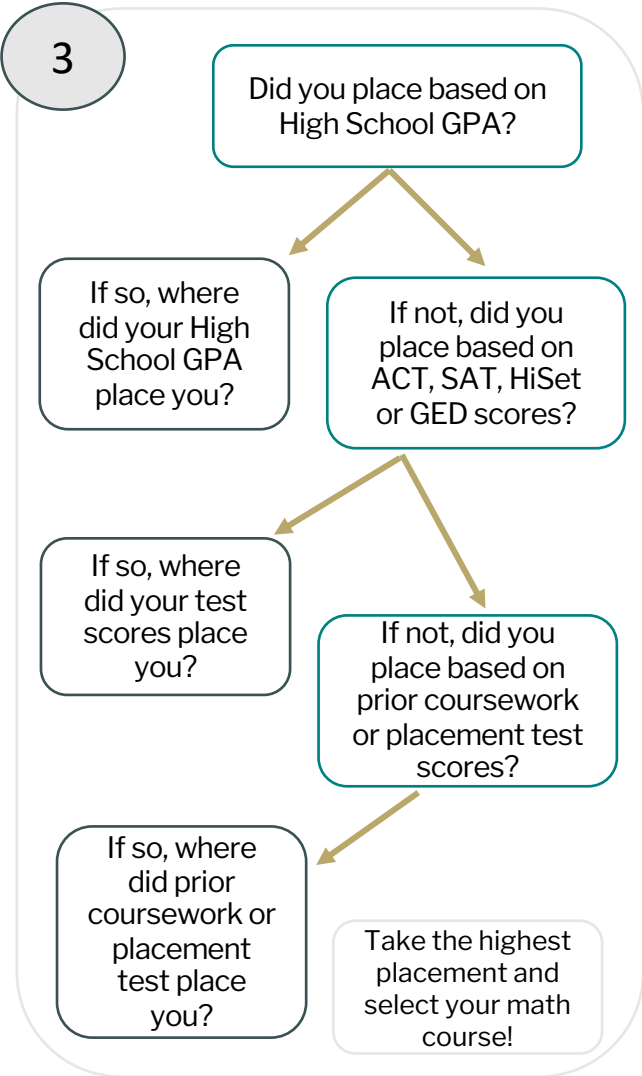 3
Did you place based on
High School GPA?
If so, where
did your High
School GPA
place you?
If not, did you
place based on
ACT, SAT, HiSet
or GED scores?
If so, where
did your test
scores place
you?
If not, did you
place based on
prior coursework
or placement test
scores?
If so, where
did prior
coursework or
placement
test place
you?
Take the highest
placement and
select your math
course!